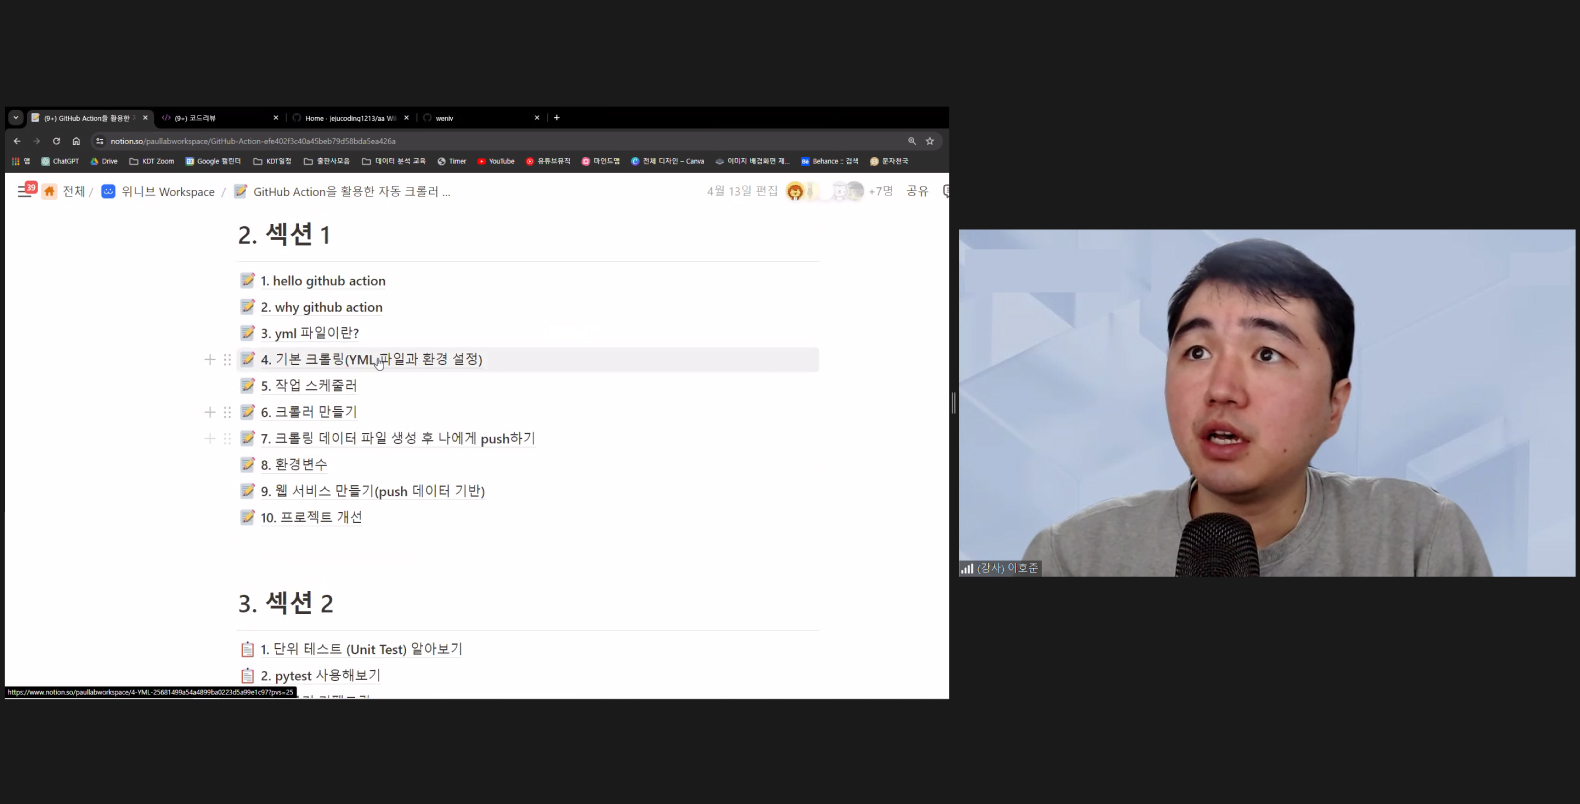 (9+) GitHub Action을 활용한
(9+) 코드리뷰
Home · jejucoding1213/aa Wi
weniv
notion.so/paullabworkspace/GitHub-Action-efe402f3c40a45beb79d58bda5ea426a
앱
ChatGPT
Drive
KDT Zoom
Google 캘린더
KDT일정
출판사모음
데이터 분석 교육
Timer
YouTube
유튜브뮤직
마인드맵
전체 디자인 – Canva
이미지 배경화면 제...
Behance :: 검색
문자천국
39
전체 /
위니브 Workspace /
GitHub Action을 활용한 자동 크롤러 ...
4월 13일 편집
+7명
공유
2. 섹션 1
1. hello github action
2. why github action
3. yml 파일이란?
4. 기본 크롤링(YML 파일과 환경 설정)
5. 작업 스케줄러
6. 크롤러 만들기
7. 크롤링 데이터 파일 생성 후 나에게 push하기
8. 환경변수
9. 웹 서비스 만들기(push 데이터 기반)
10. 프로젝트 개선
3. 섹션 2
1. 단위 테스트 (Unit Test) 알아보기
2. pytest 사용해보기
https://www.notion.so/paullabworkspace/4-YML-25681499a54a4899ba0223d5a99e1c97?pvs=25
(강사) 이호준